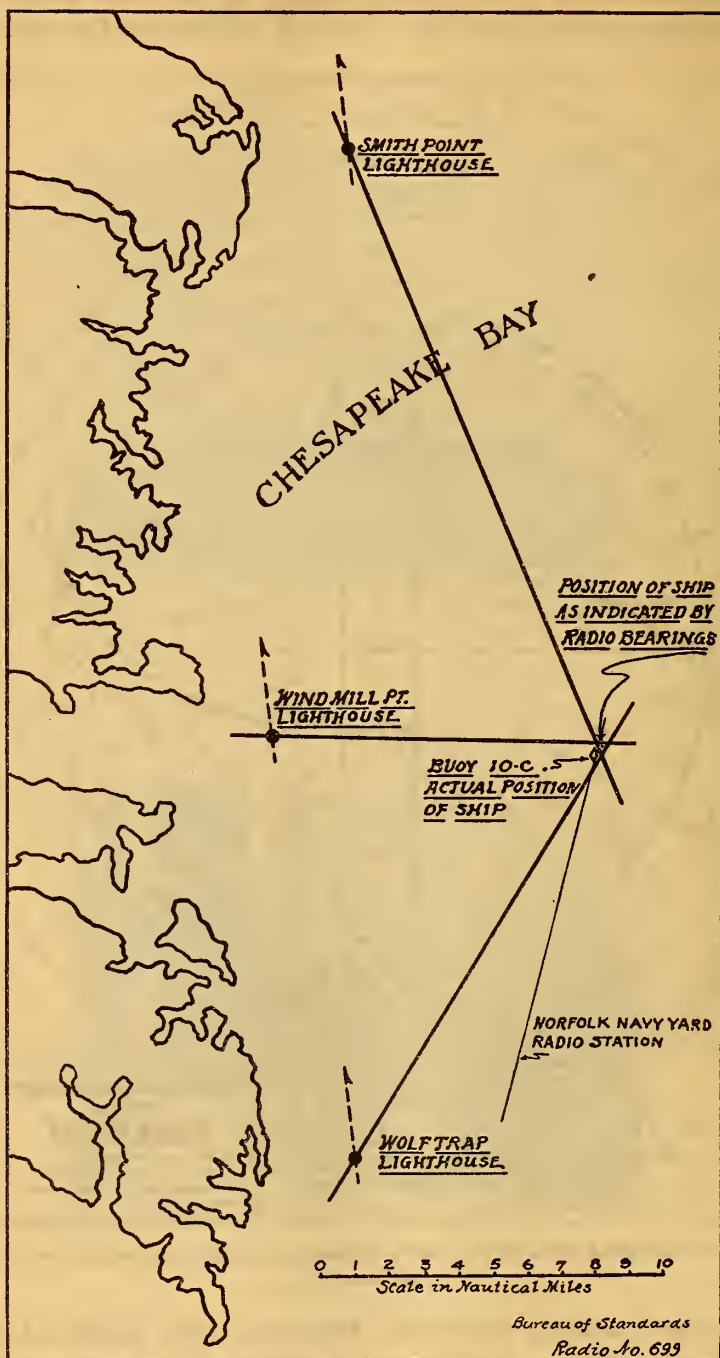 SMITH POINT
LIGHTHOUSE
CHESAPEAKE BAY
POSITION OF SHIP
AS INDICATED BY
RADIO BEARINGS
WIND MILL PT.
LIGHTHOUSE
BUOY 10-C.
ACTUAL POSITION
OF SHIP
NORFOLK NAVY YARD
RADIO STATION
WOLF TRAP
LIGHTHOUSE
0 1 2 3 4 5 6 7 8 9 10
Scale in Nautical Miles
Bureau of Standards
Radio No. 699